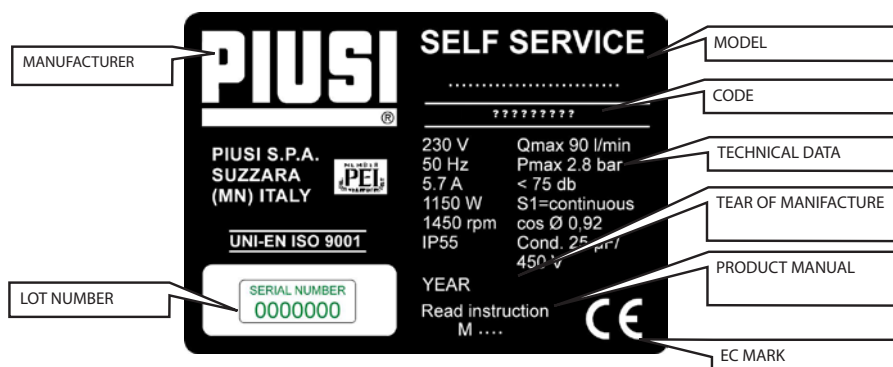 MANUFACTURER
LOT NUMBER
PIUSI
®
PIUSI S.P.A.
SUZZARA
(MN) ITALY
MEMBER
PEI
UNI-EN ISO 9001
SERIAL NUMBER
0000000
SELF SERVICE
..........................
?????????
230 V Qmax 90 l/min
50 Hz Pmax 2.8 bar
5.7 A < 75 db
1150 W S1=continuous
1450 rpm cos Ø 0,92
IP55 Cond. 25 µF/
450 V
YEAR
Read instruction
M ....
CE
MODEL
CODE
TECHNICAL DATA
TEAR OF MANIFACTURE
PRODUCT MANUAL
EC MARK